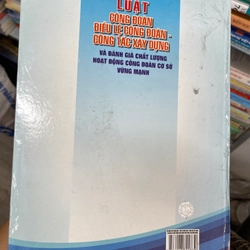 LUẬT
CÔNG ĐOÀN
ĐIỀU LỆ CÔNG ĐOÀN -
CÔNG TÁC XÂY DỰNG
VÀ ĐÁNH GIÁ CHẤT LƯỢNG
HOẠT ĐỘNG CÔNG ĐOÀN CƠ SỞ
VỮNG MẠNH